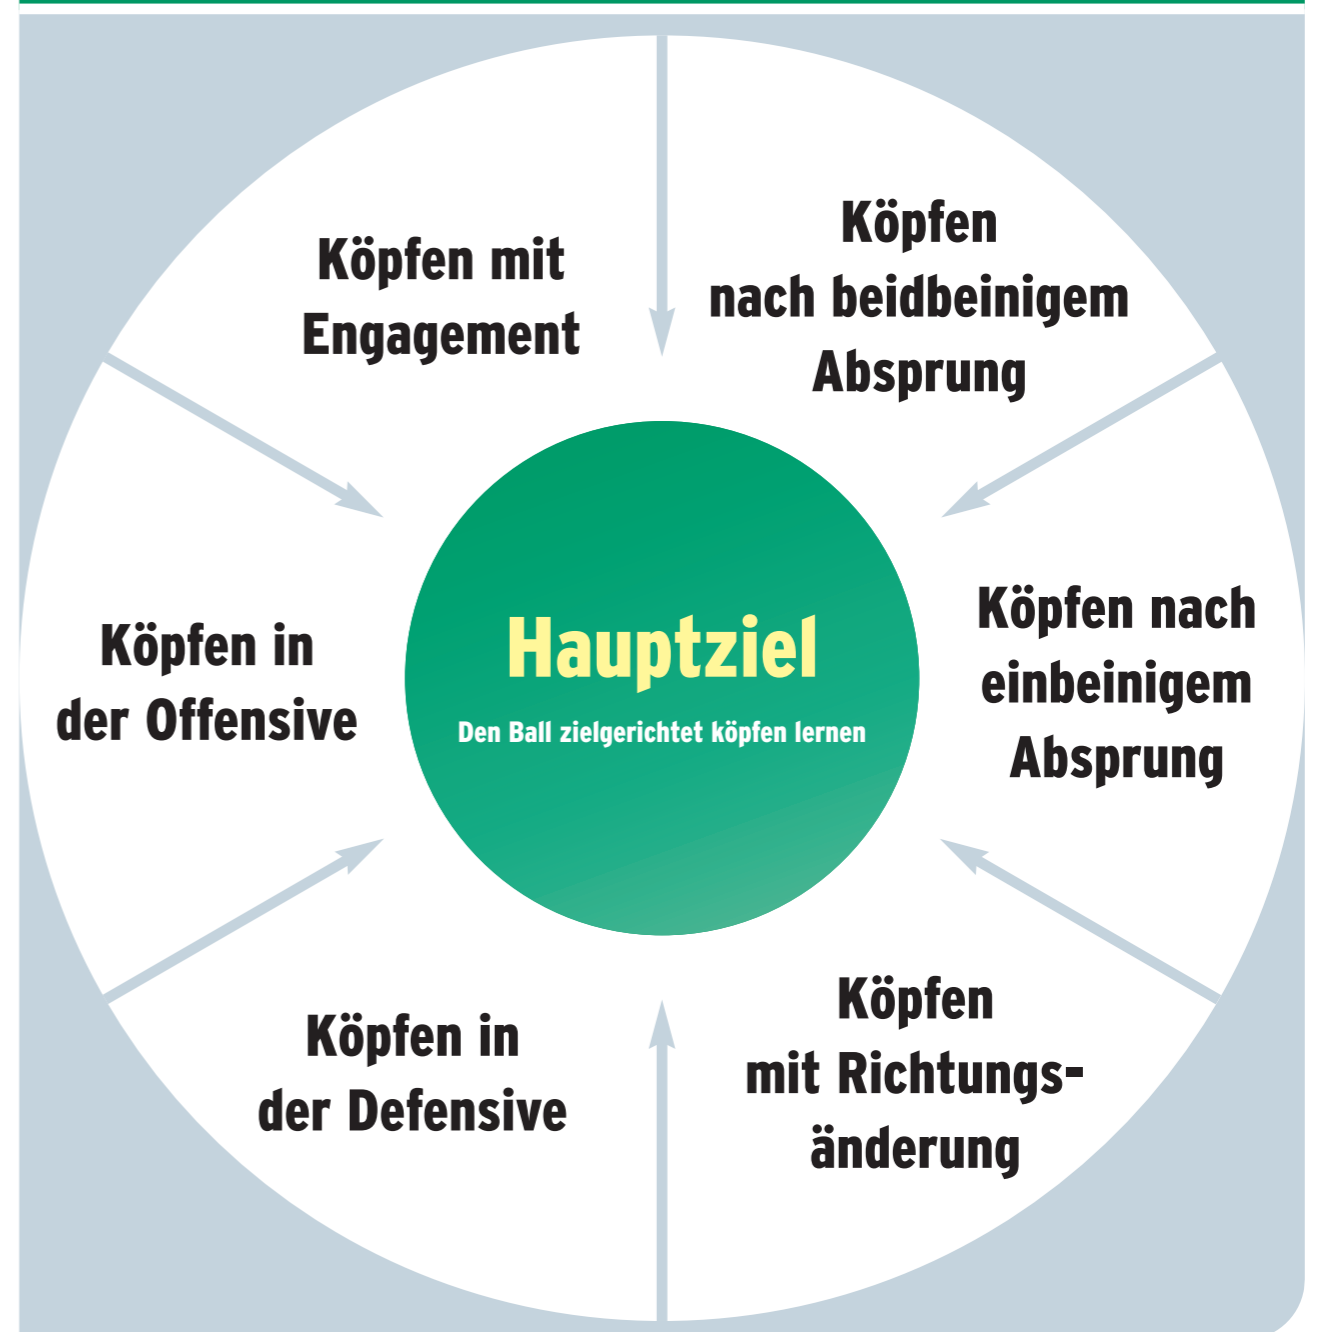 Köpfen mit
Engagement
Köpfen
nach beidbeinigem
Absprung
Köpfen in
der Offensive
Hauptziel
Den Ball zielgerichtet köpfen lernen
Köpfen nach
einbeinigem
Absprung
Köpfen in
der Defensive
Köpfen
mit Richtungs-
änderung